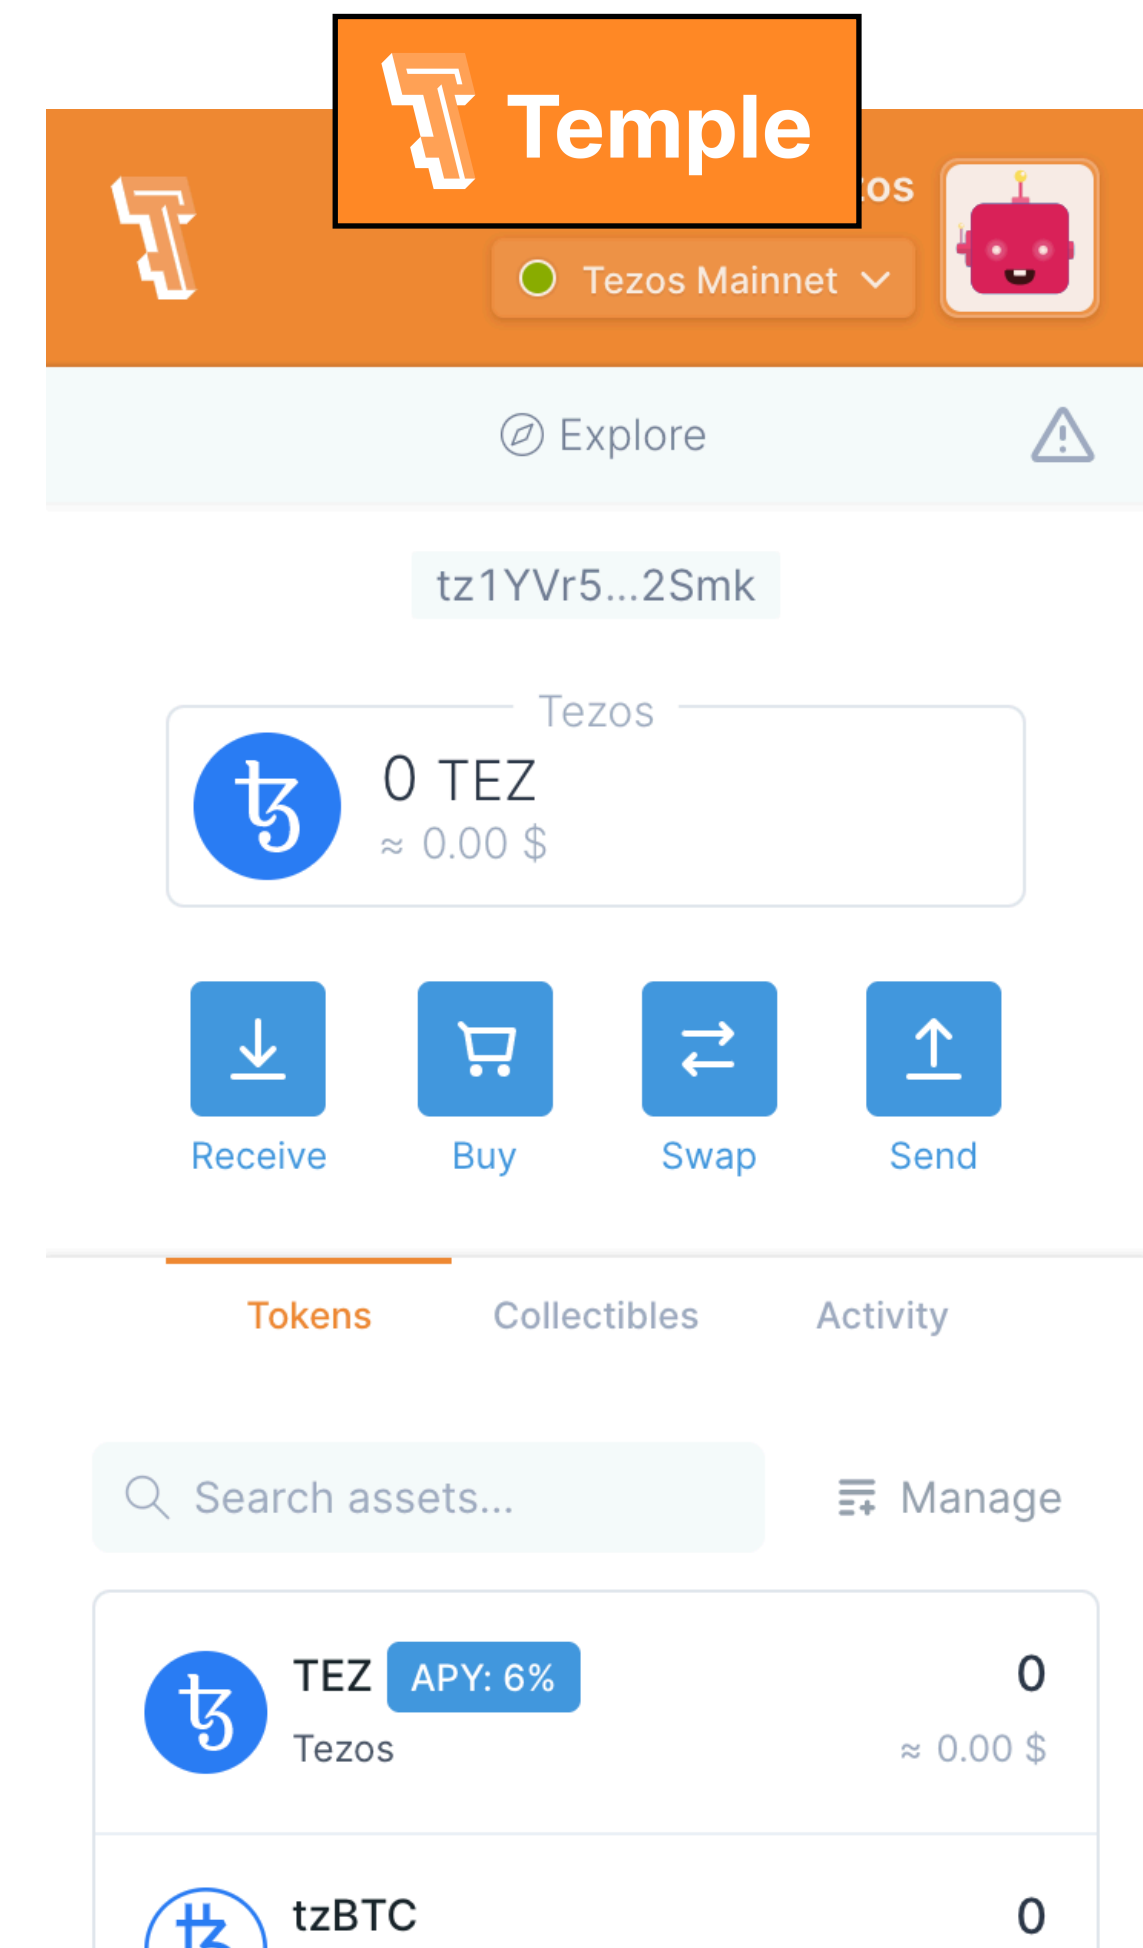 Temple
Tezos Mainnet
Explore
tz1YVr5...2Smk
Tezos
0 TEZ
≈ 0.00 $
Receive Buy Swap Send
Tokens Collectibles Activity
Search assets... Manage
TEZ APY: 6% 0
Tezos ≈ 0.00 $
tzBTC 0